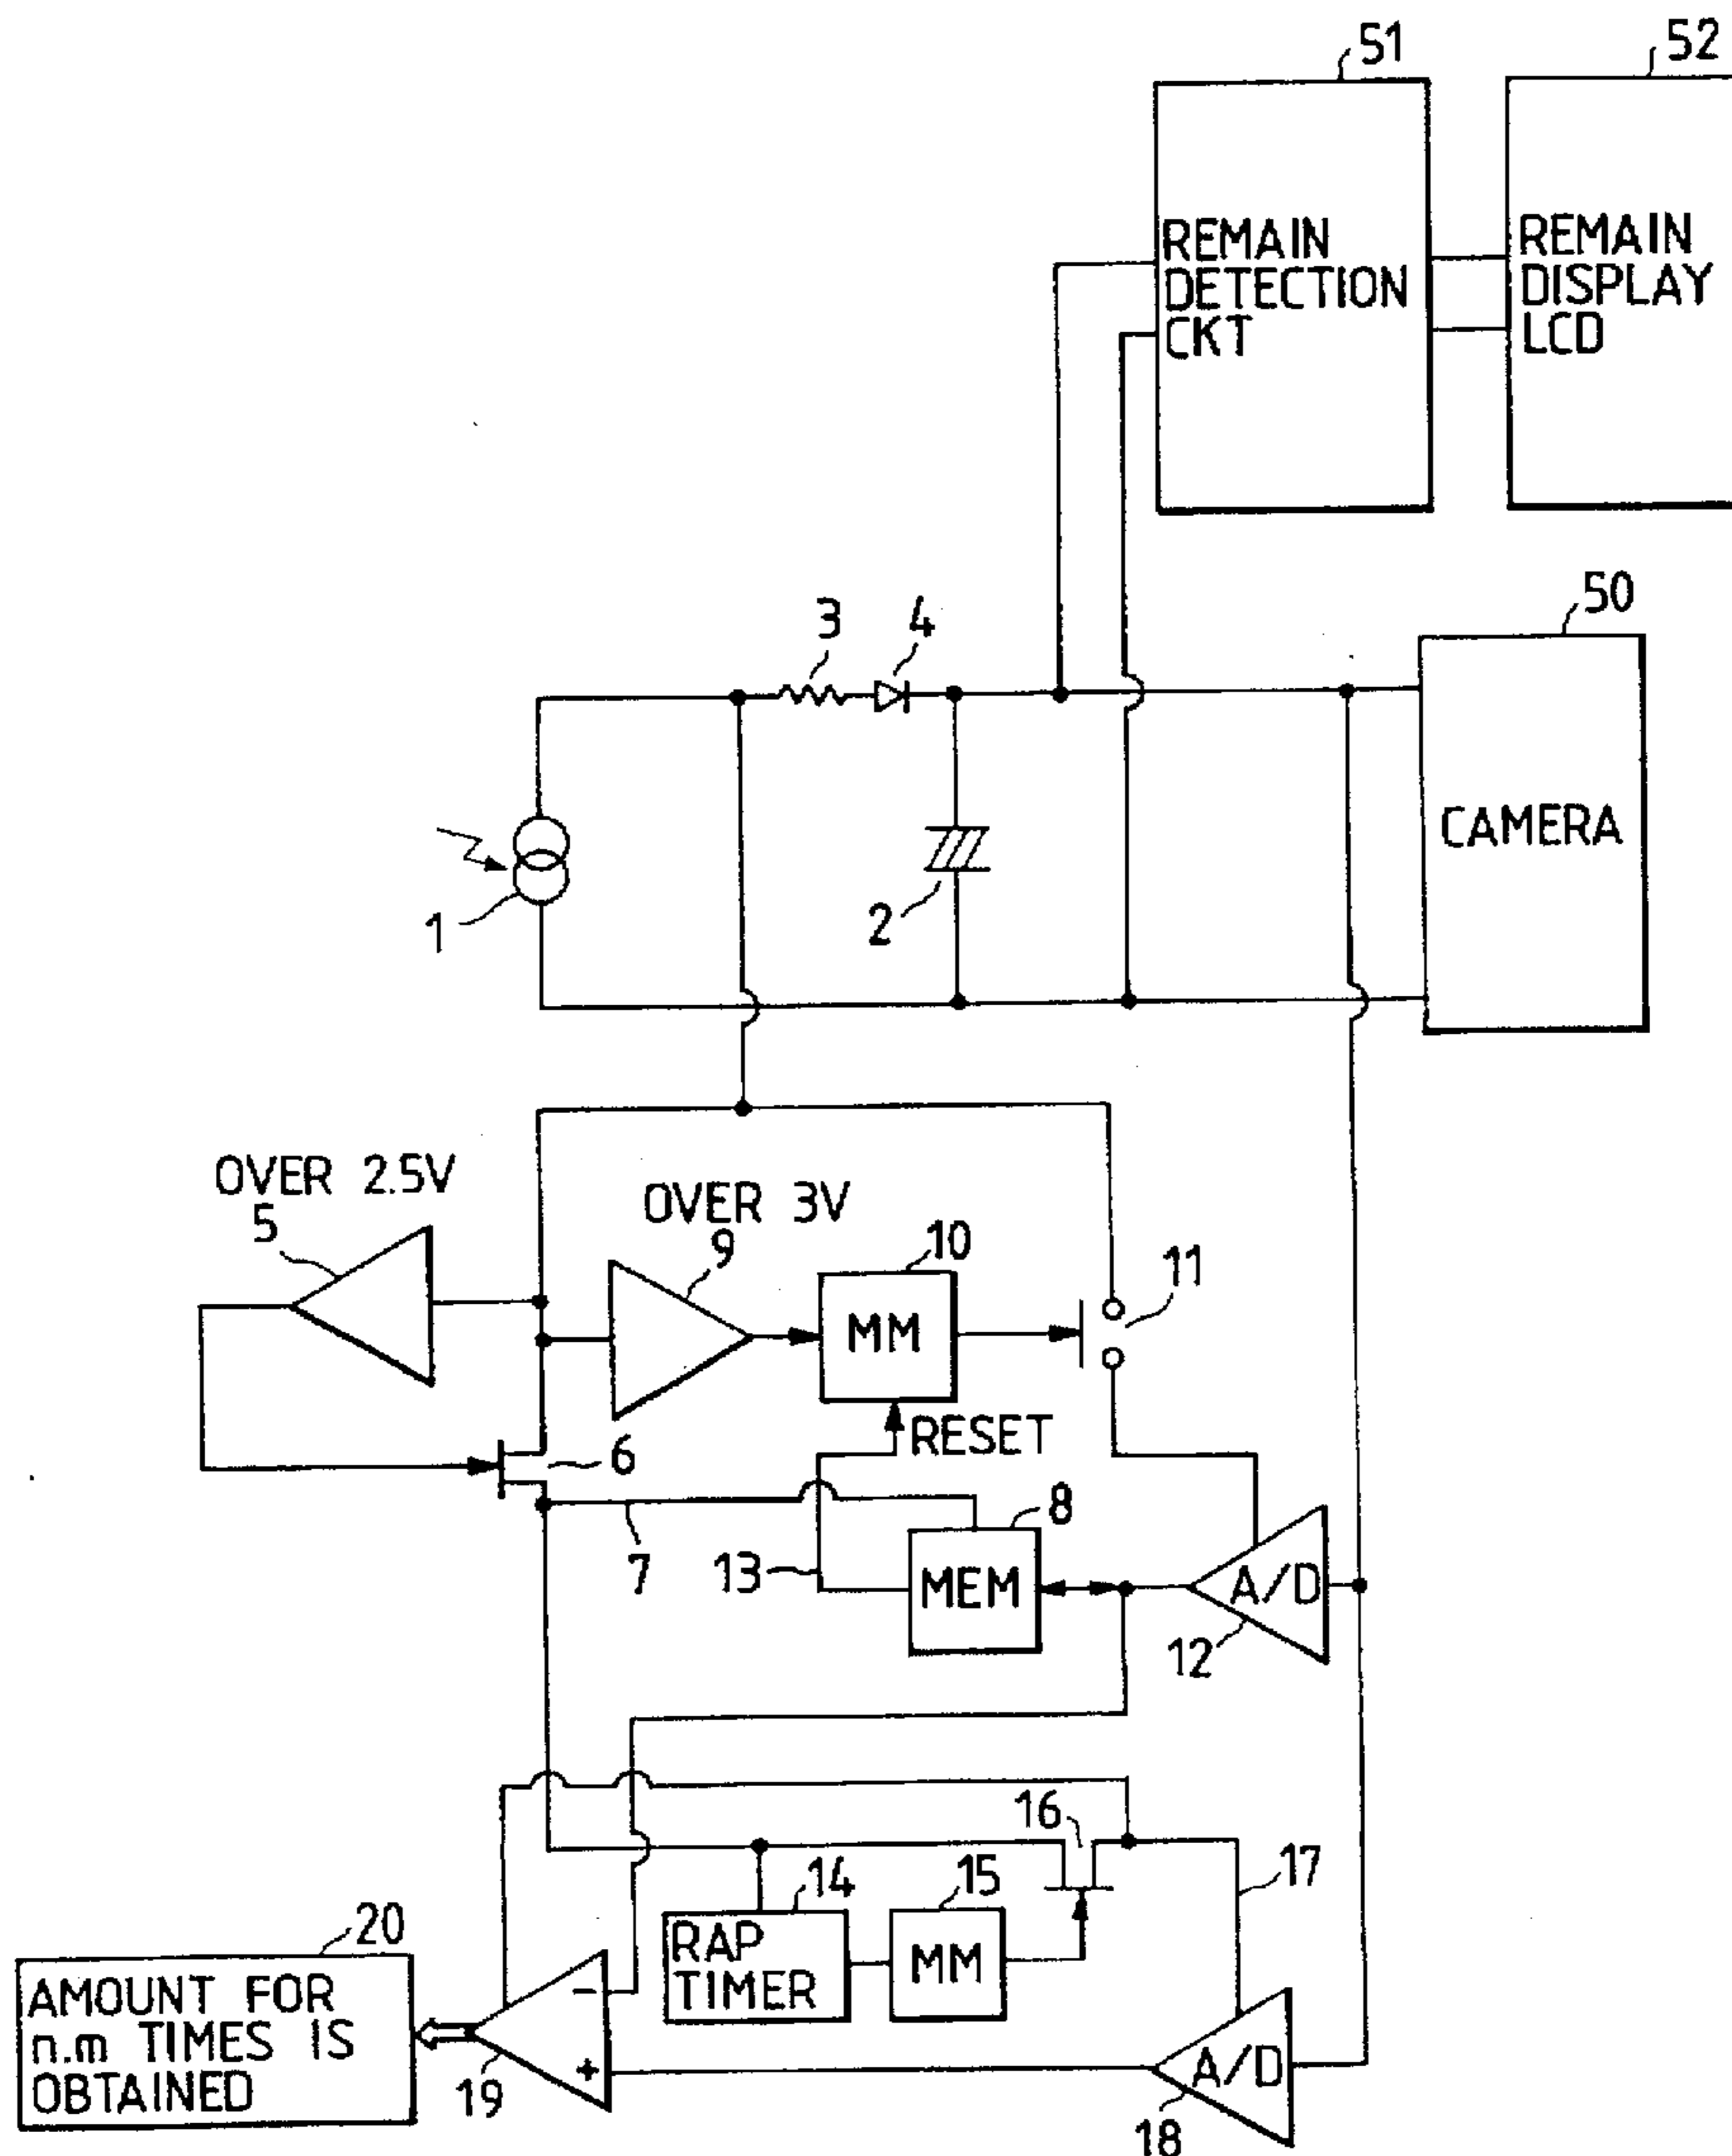 51
52
REMAIN
DETECTION
CKT
REMAIN
DISPLAY
LCD
50
3
4
CAMERA
1
2
OVER 2.5V
5
OVER 3V
9
10
11
MM
RESET
6
8
7
13
MEM
A/D
12
16
17
14
15
20
RAP
TIMER
MM
AMOUNT FOR
n.m TIMES IS
OBTAINED
-
+
19
A/D
18